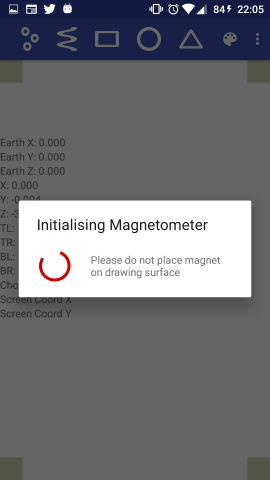 84 22:05
Earth X: 0.000
Earth Y: 0.000
Earth Z: 0.000
X: 0.000
Y: -0.004
Z: -3
TL:
TR:
BL:
BR:
Cho
Initialising Magnetometer
Please do not place magnet
on drawing surface
Screen Coord X
Screen Coord Y